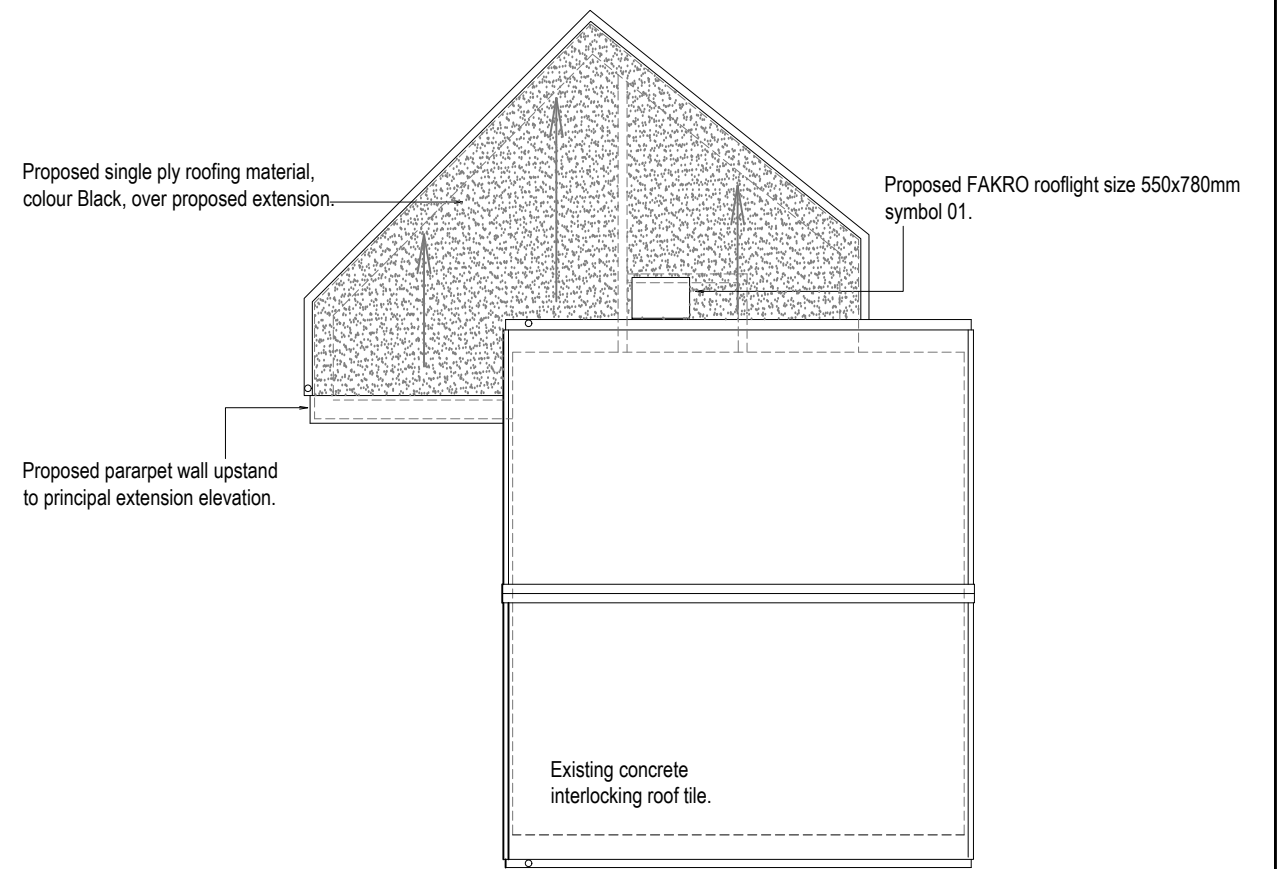 Proposed single ply roofing material,
colour Black, over proposed extension.
Proposed FAKRO rooflight size 550x780mm
symbol 01.
Proposed pararpet wall upstand
to principal extension elevation.
Existing concrete
interlocking roof tile.